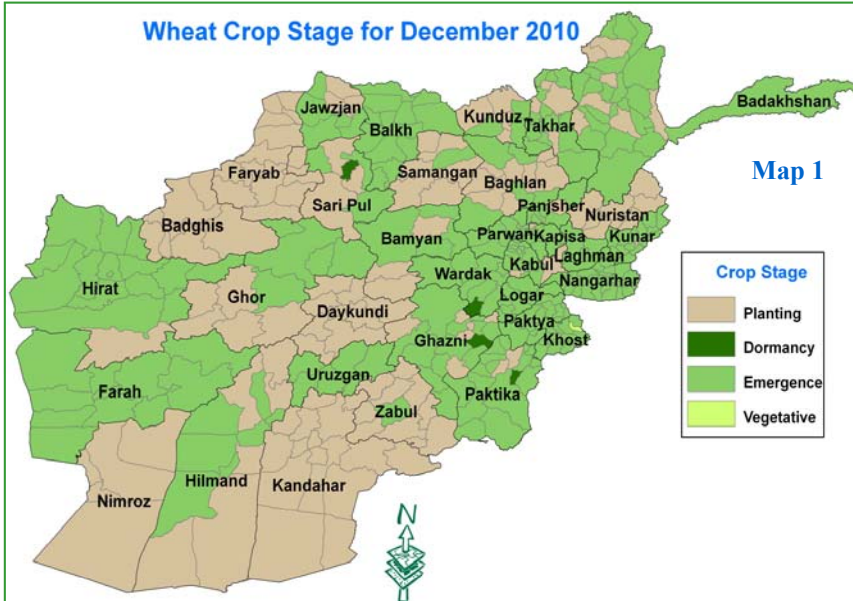 Wheat Crop Stage for December 2010
Jawzjan
Balkh
Kunduz
Takhar
Badakhshan
Map 1
Faryab
Samangan
Baghlan
Badghis
Sari Pul
Panjsher
Nuristan
Bamyan
Parwan
Kapisa
Kunar
Kabul
Laghman
Hirat
Ghor
Wardak
Nangarhar
Daykundi
Logar
Ghazni
Paktya
Khost
Farah
Uruzgan
Zabul
Paktika
Nimroz
Hilmand
Kandahar
N
Crop Stage
Planting
Dormancy
Emergence
Vegetative